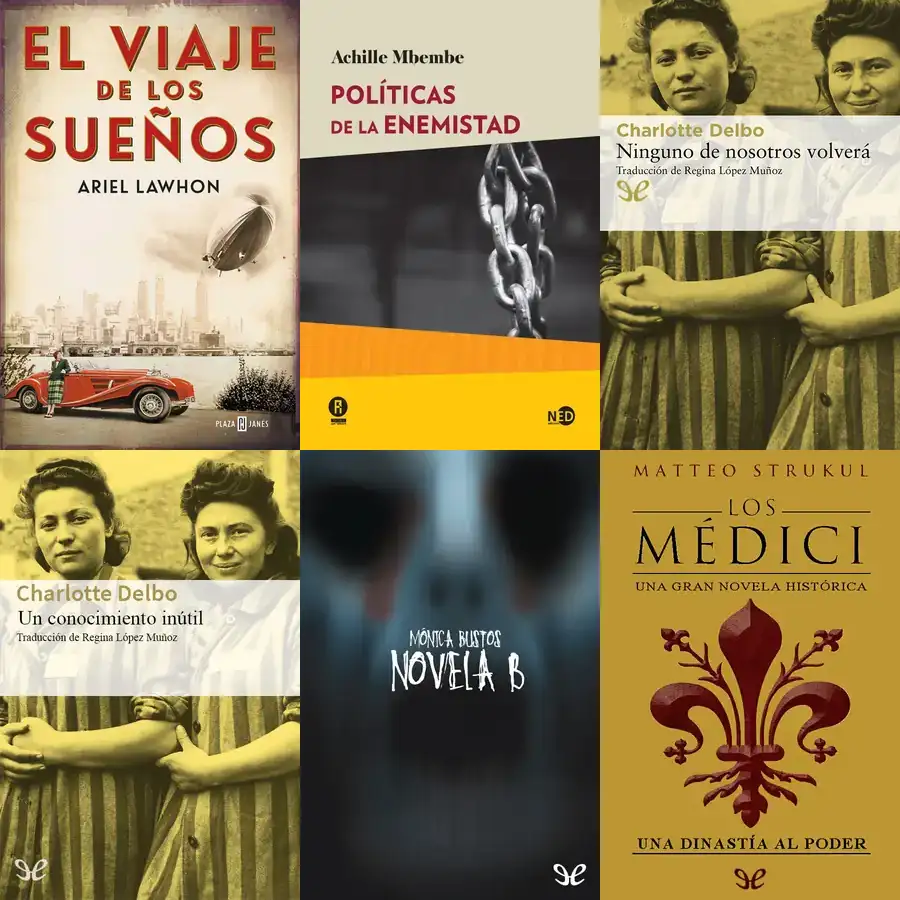 EL VIAJE
DE LOS
SUEÑOS
ARIEL LAWHON
PLAZA JANÉS
Achille Mbembe
POLÍTICAS
DE LA ENEMISTAD
NED
Charlotte Delbo
Ninguno de nosotros volverá
Traducción de Regina López Muñoz
Charlotte Delbo
Un conocimiento inútil
Traducción de Regina López Muñoz
MÓNICA BUSTOS
NOVELA B
MATTEO STRUKUL
LOS
MÉDICI
UNA GRAN NOVELA HISTÓRICA
UNA DINASTÍA AL PODER